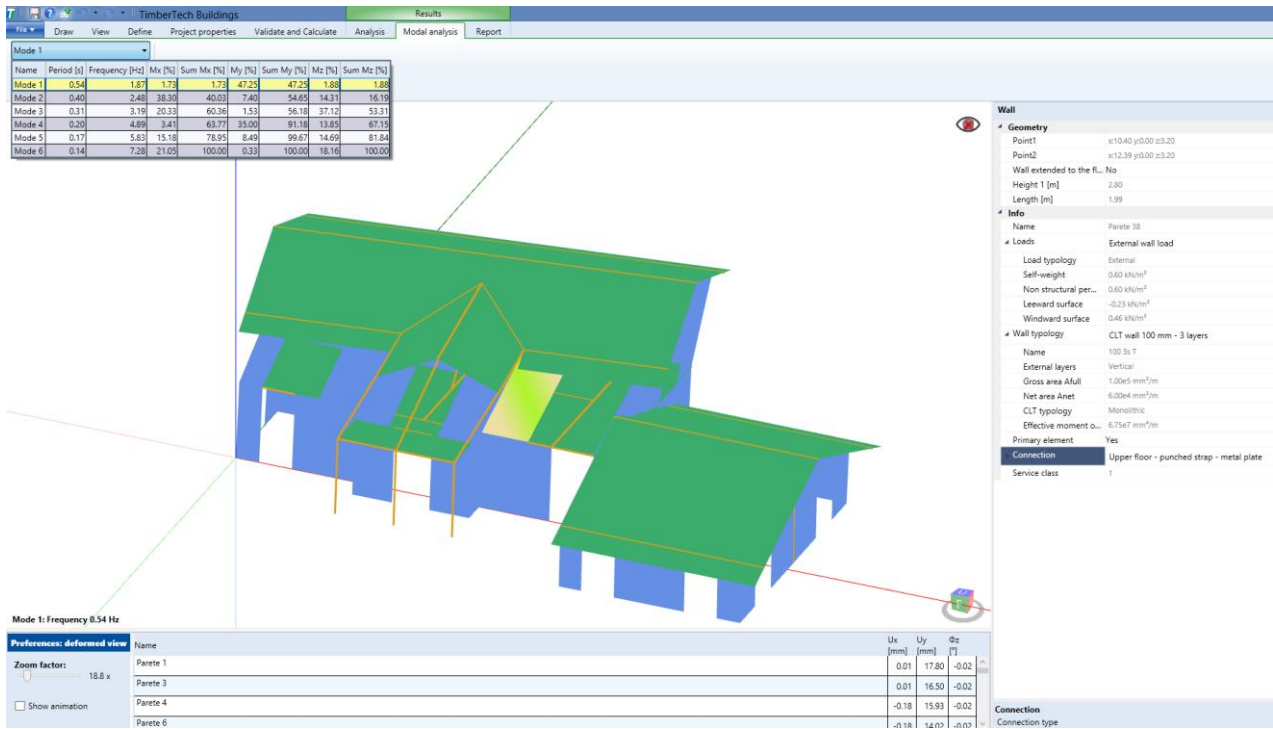 TimberTech Buildings
Results
File Draw View Define Project properties Validate and Calculate Analysis Modal analysis Report
Mode 1
Name Period [s] Frequency [Hz] Mx [%] Sum Mx [%] My [%] Sum My [%] Mz [%] Sum Mz [%]
Mode 1 0.54 1.87 1.73 1.73 47.25 47.25 1.88 1.88
Mode 2 0.40 2.48 38.30 40.03 7.40 54.65 14.31 16.19
Mode 3 0.31 3.19 20.33 60.36 1.53 56.18 37.12 53.31
Mode 4 0.20 4.89 3.41 63.77 35.00 91.18 13.85 67.15
Mode 5 0.17 5.83 15.18 78.95 8.49 99.67 14.69 81.84
Mode 6 0.14 7.28 21.05 100.00 0.33 100.00 18.16 100.00
Wall
Geometry
Point1 x:10.40 y:0.00 z:3.20
Point2 x:12.39 y:0.00 z:3.20
Wall extended to the fl... No
Height 1 [m] 2.80
Length [m] 1.99
Info
Name Parete 38
Loads External wall load
Load typology External
Self-weight 0.60 kN/m²
Non structural per... 0.60 kN/m²
Leeward surface -0.23 kN/m²
Windward surface 0.46 kN/m²
Wall typology CLT wall 100 mm - 3 layers
Name 100 3s T
External layers Vertical
Gross area Afull 1.00e5 mm²/m
Net area Anet 6.00e4 mm²/m
CLT typology Monolithic
Effective moment o... 6.75e7 mm⁴/m
Primary element Yes
Connection Upper floor - punched strap - metal plate
Service class 1
Mode 1: Frequency 0.54 Hz
Preferences: deformed view
Zoom factor:
18.8 x
Show animation
Name Ux [mm] Uy [mm] Φz [°]
Parete 1 0.01 17.80 -0.02
Parete 3 0.01 16.50 -0.02
Parete 4 -0.18 15.93 -0.02
Parete 6 -0.18 14.02 -0.02
Connection
Connection type